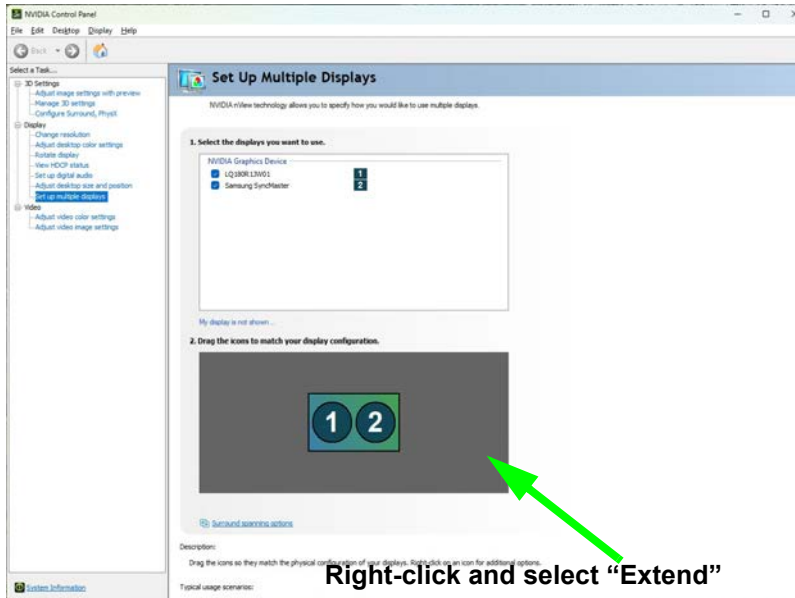 NVIDIA Control Panel
File Edit Desktop Display Help
Back
Select a Task...
3D Settings
Adjust image settings with preview
Manage 3D settings
Configure Surround, PhysX
Display
Change resolution
Adjust desktop color settings
Rotate display
View HDCP status
Set up digital audio
Adjust desktop size and position
Set up multiple displays
Video
Adjust video color settings
Adjust video image settings
System Information
Set Up Multiple Displays
NVIDIA nView technology allows you to specify how you would like to use multiple displays.
1. Select the displays you want to use.
NVIDIA Graphics Device
LQ180R13W01 1
Samsung SyncMaster 2
My display is not shown...
2. Drag the icons to match your display configuration.
1 2
Surround spanning options
Description:
Drag the icons so they match the physical configuration of your displays. Right-click on an icon for additional options.
Right-click and select “Extend”
Typical usage scenarios: